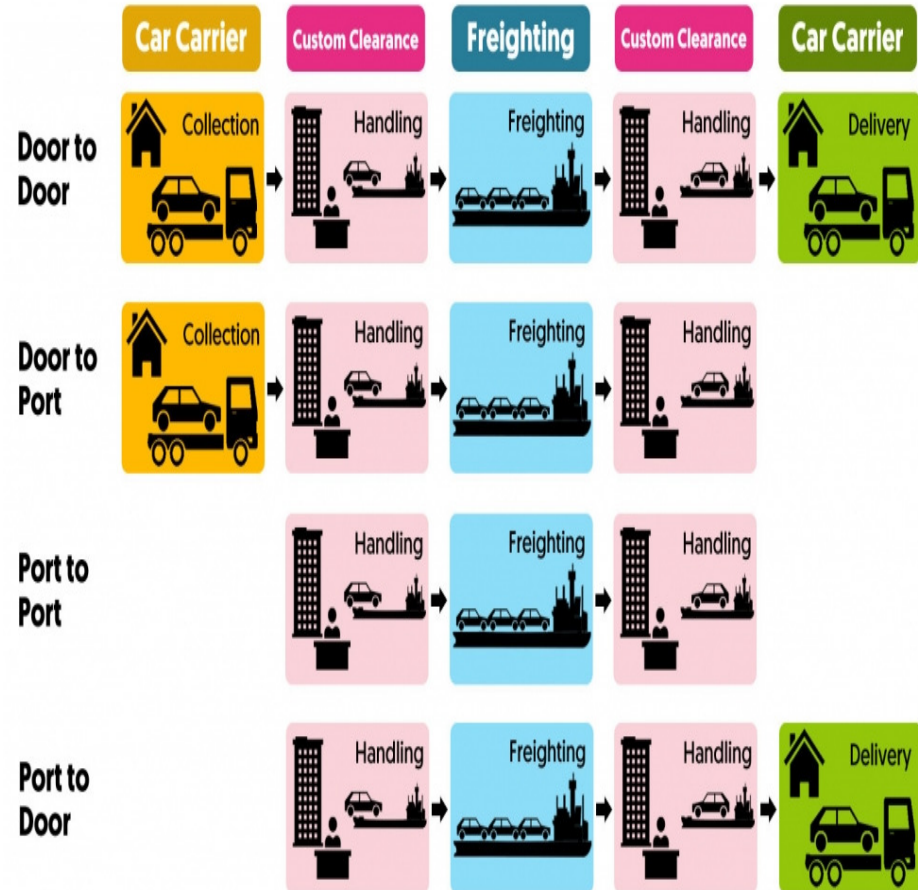 Car Carrier
Custom Clearance
Freighting
Custom Clearance
Car Carrier
Door to
Door
Collection
Handling
Freighting
Handling
Delivery
Door to
Port
Collection
Handling
Freighting
Handling
Port to
Port
Handling
Freighting
Handling
Port to
Door
Handling
Freighting
Handling
Delivery